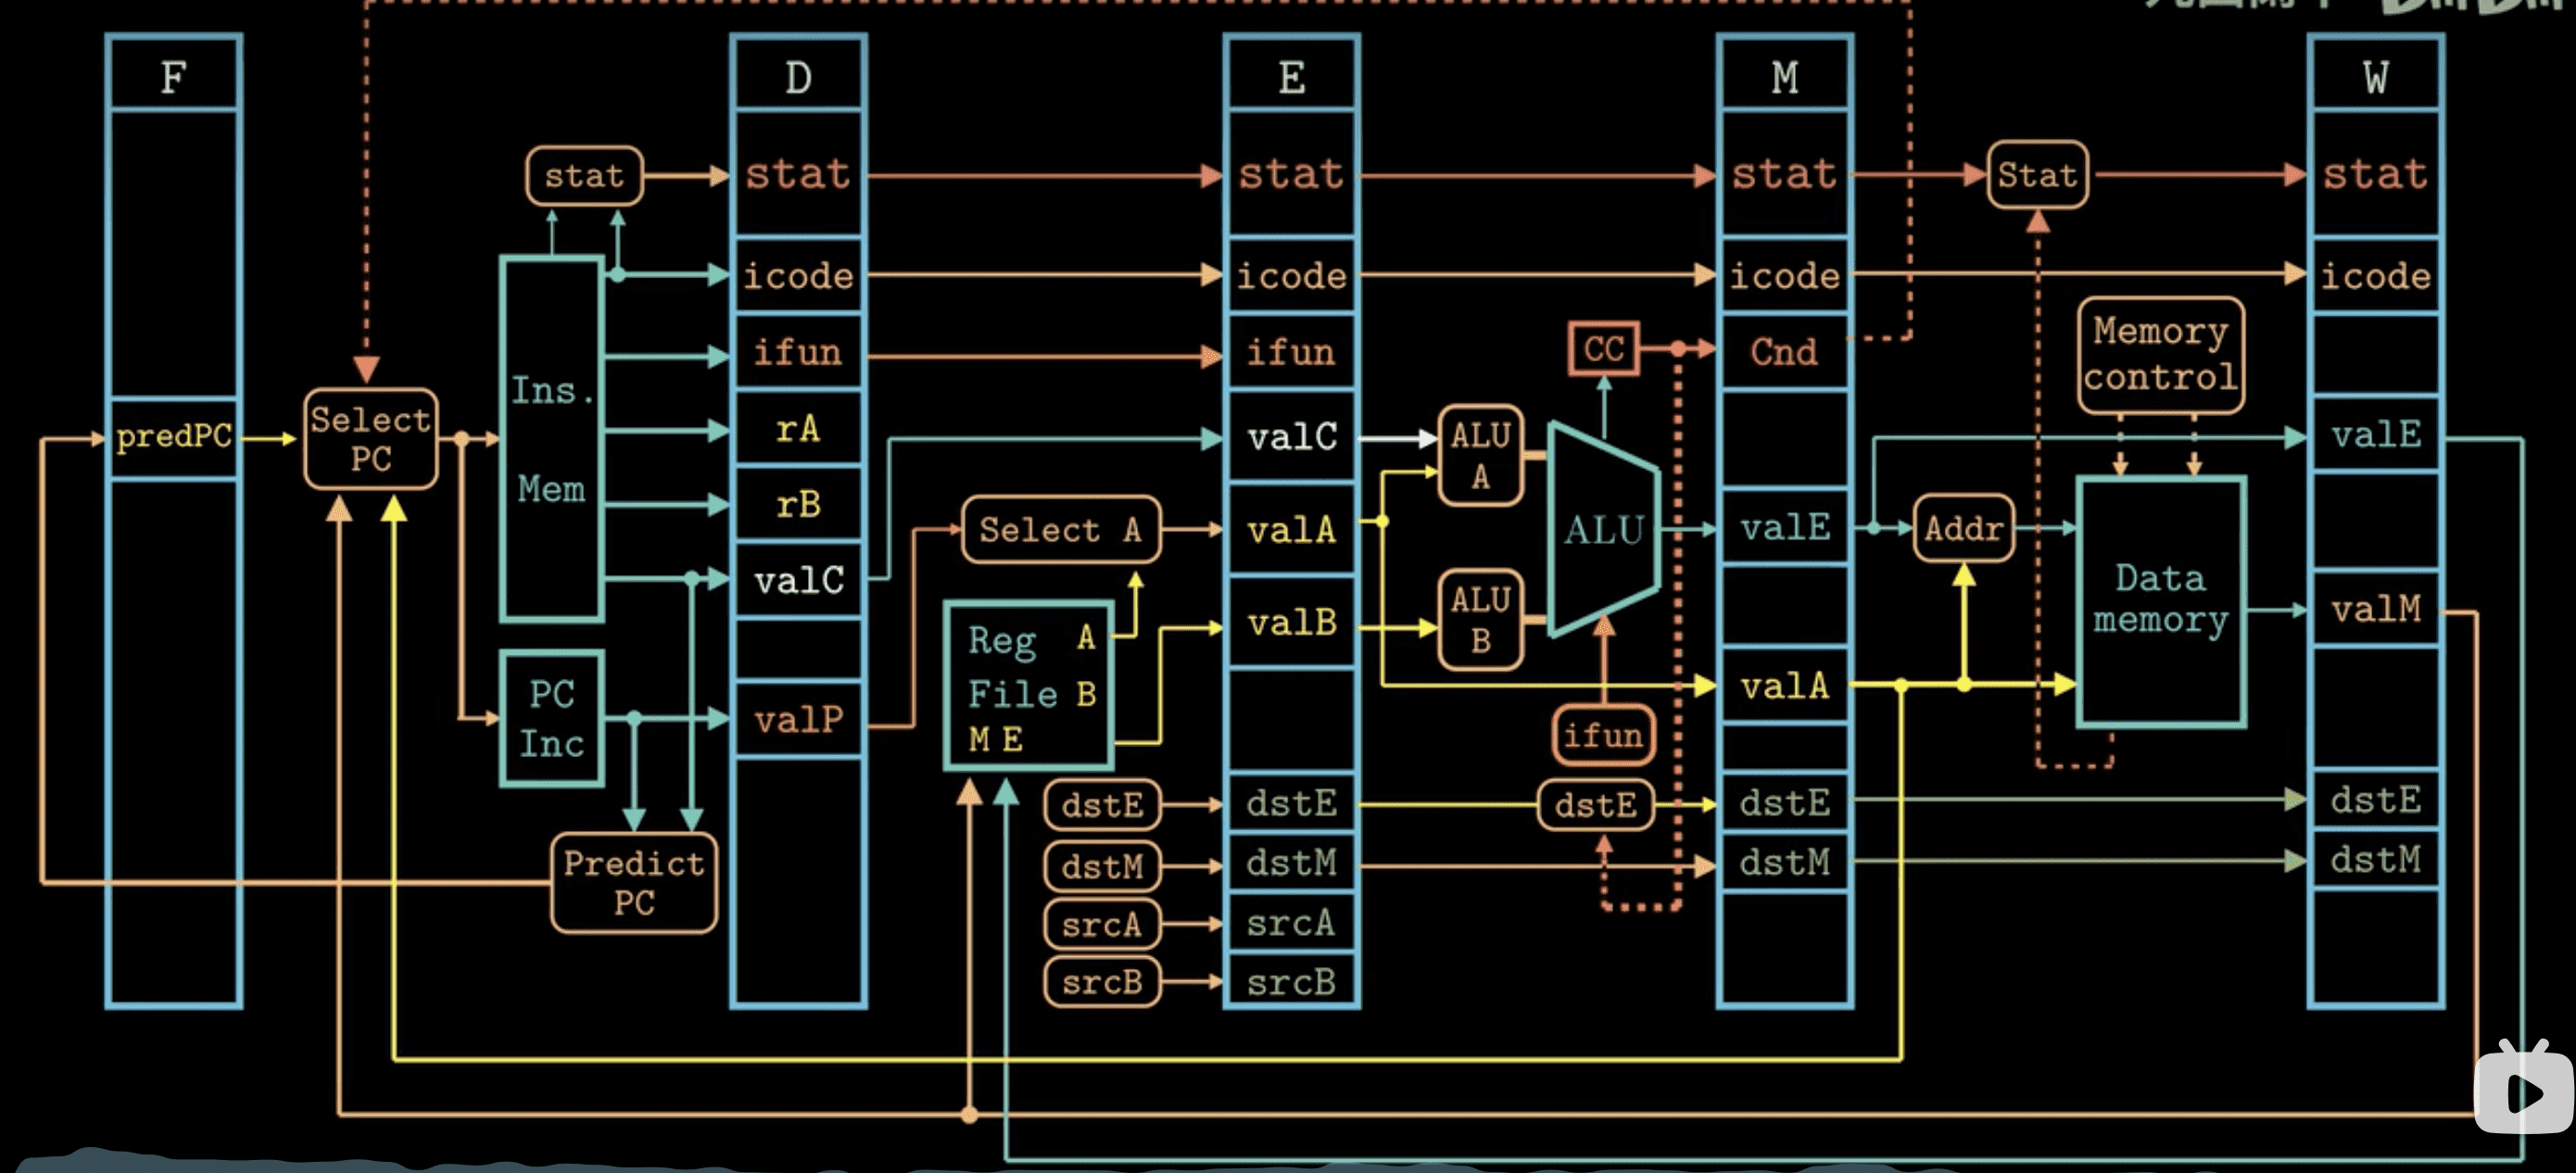 F
D
E
M
W
stat
stat
stat
stat
Stat
stat
icode
icode
icode
icode
ifun
ifun
CC
Cnd
Memory
control
predPC
Select
PC
Ins.
Mem
rA
rB
valC
valC
ALU
A
valE
Select A
valA
ALU
valE
Addr
Data
memory
valM
valB
ALU
B
Reg A
File B
M E
PC
Inc
valP
valA
ifun
dstE
dstE
dstE
dstE
dstE
dstM
dstM
dstM
dstM
Predict
PC
srcA
srcA
srcB
srcB